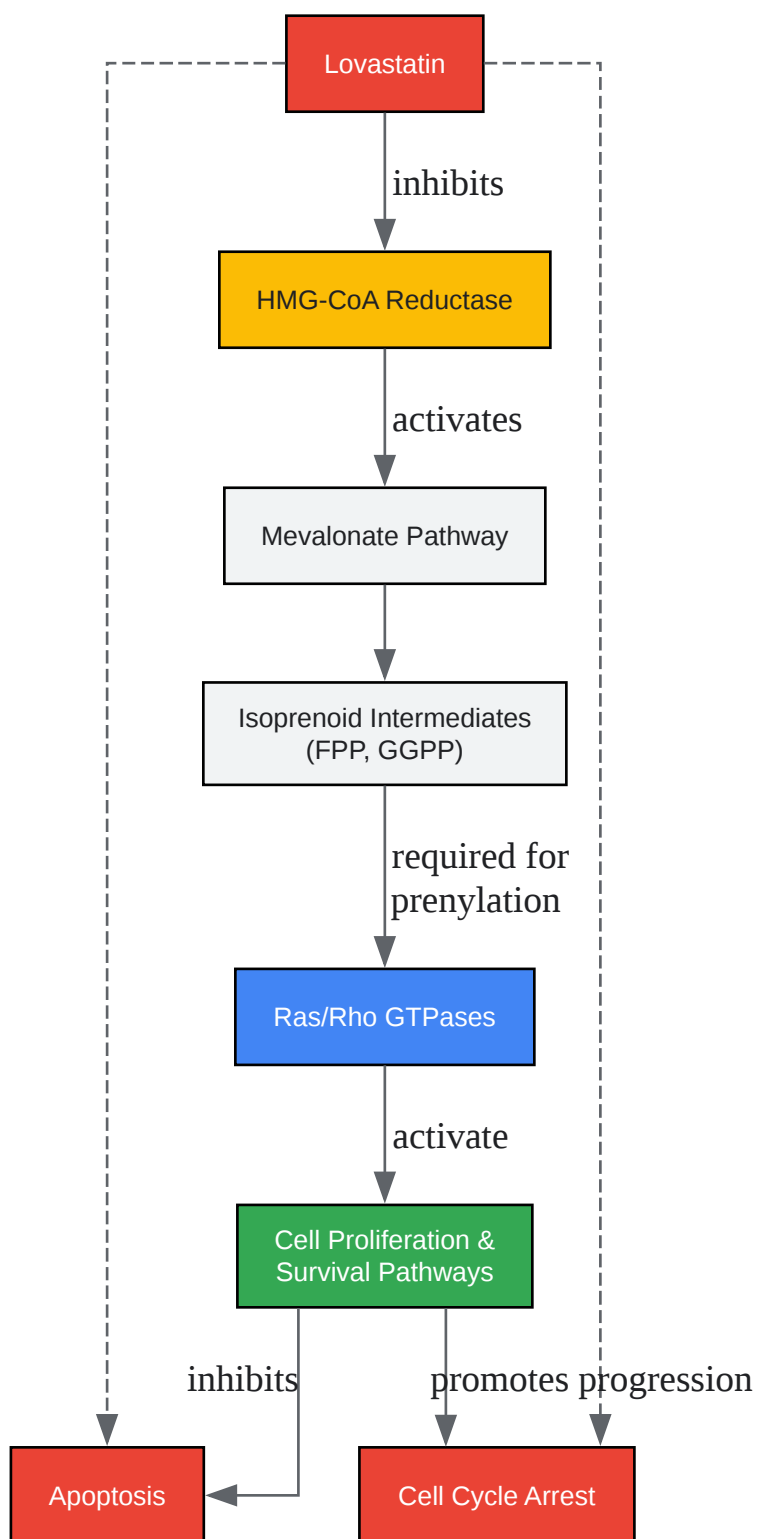 Lovastatin
inhibits
HMG-CoA Reductase
activates
Mevalonate Pathway
Isoprenoid Intermediates
(FPP, GGPP)
required for
prenylation
Ras/Rho GTPases
activate
Cell Proliferation &
Survival Pathways
inhibits
promotes progression
Apoptosis
Cell Cycle Arrest